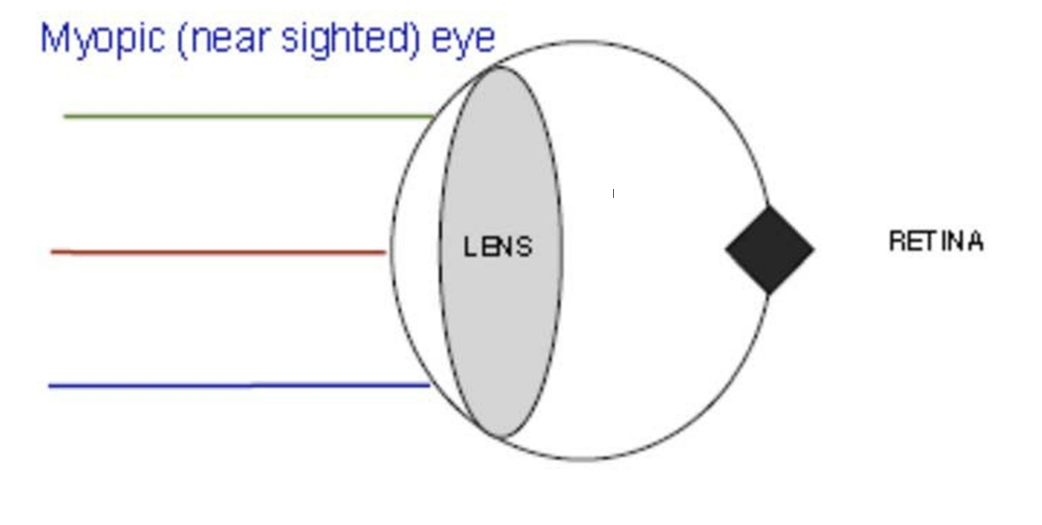 Myopic (near sighted) eye
LENS
RETINA